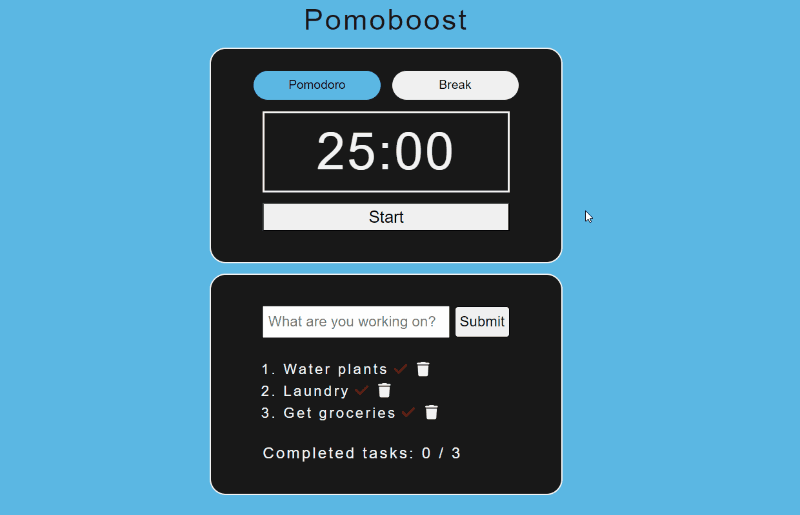 Pomoboost
Pomodoro Break
25:00
Start
What are you working on? Submit
1. Water plants
2. Laundry
3. Get groceries
Completed tasks: 0 / 3